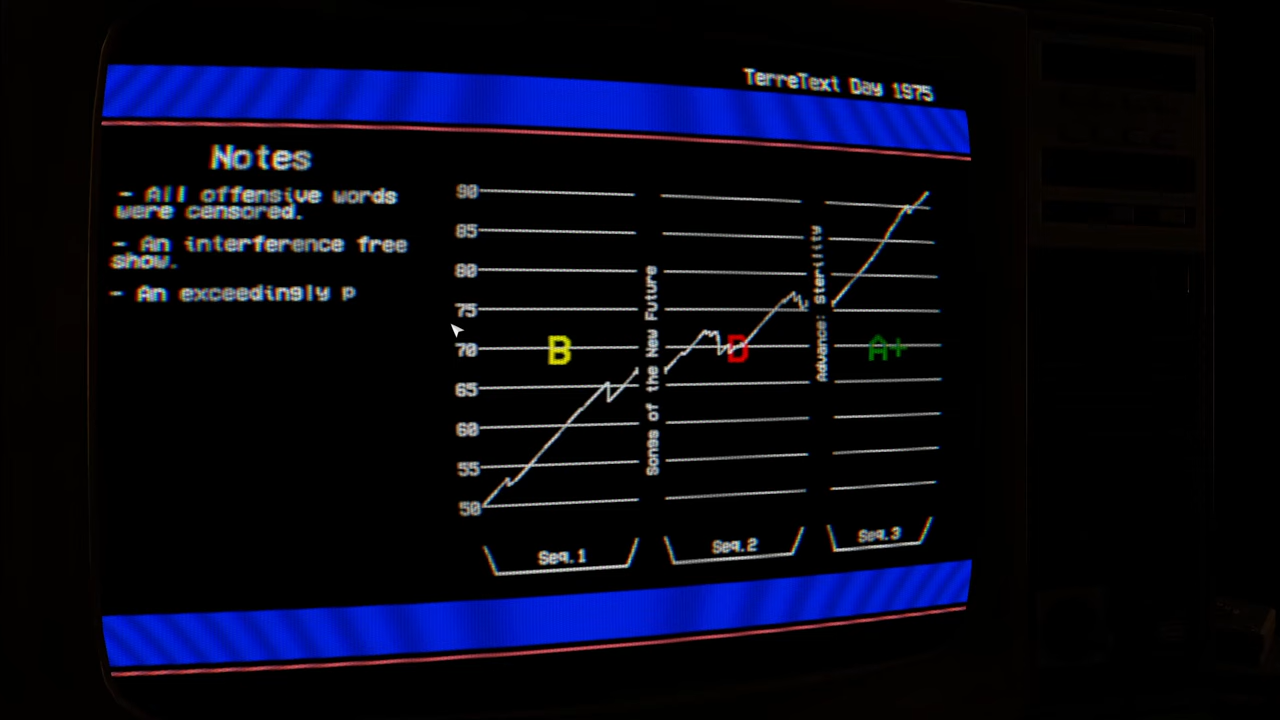 TerreText Day 1975
Notes
- All offensive words
were censored.
- An interference free
show.
- An exceedingly p
90
85
80
75
70
65
60
55
50
B
Songs of the New Future
D
Advance: Sterility
A+
Seq.1
Seq.2
Seq.3